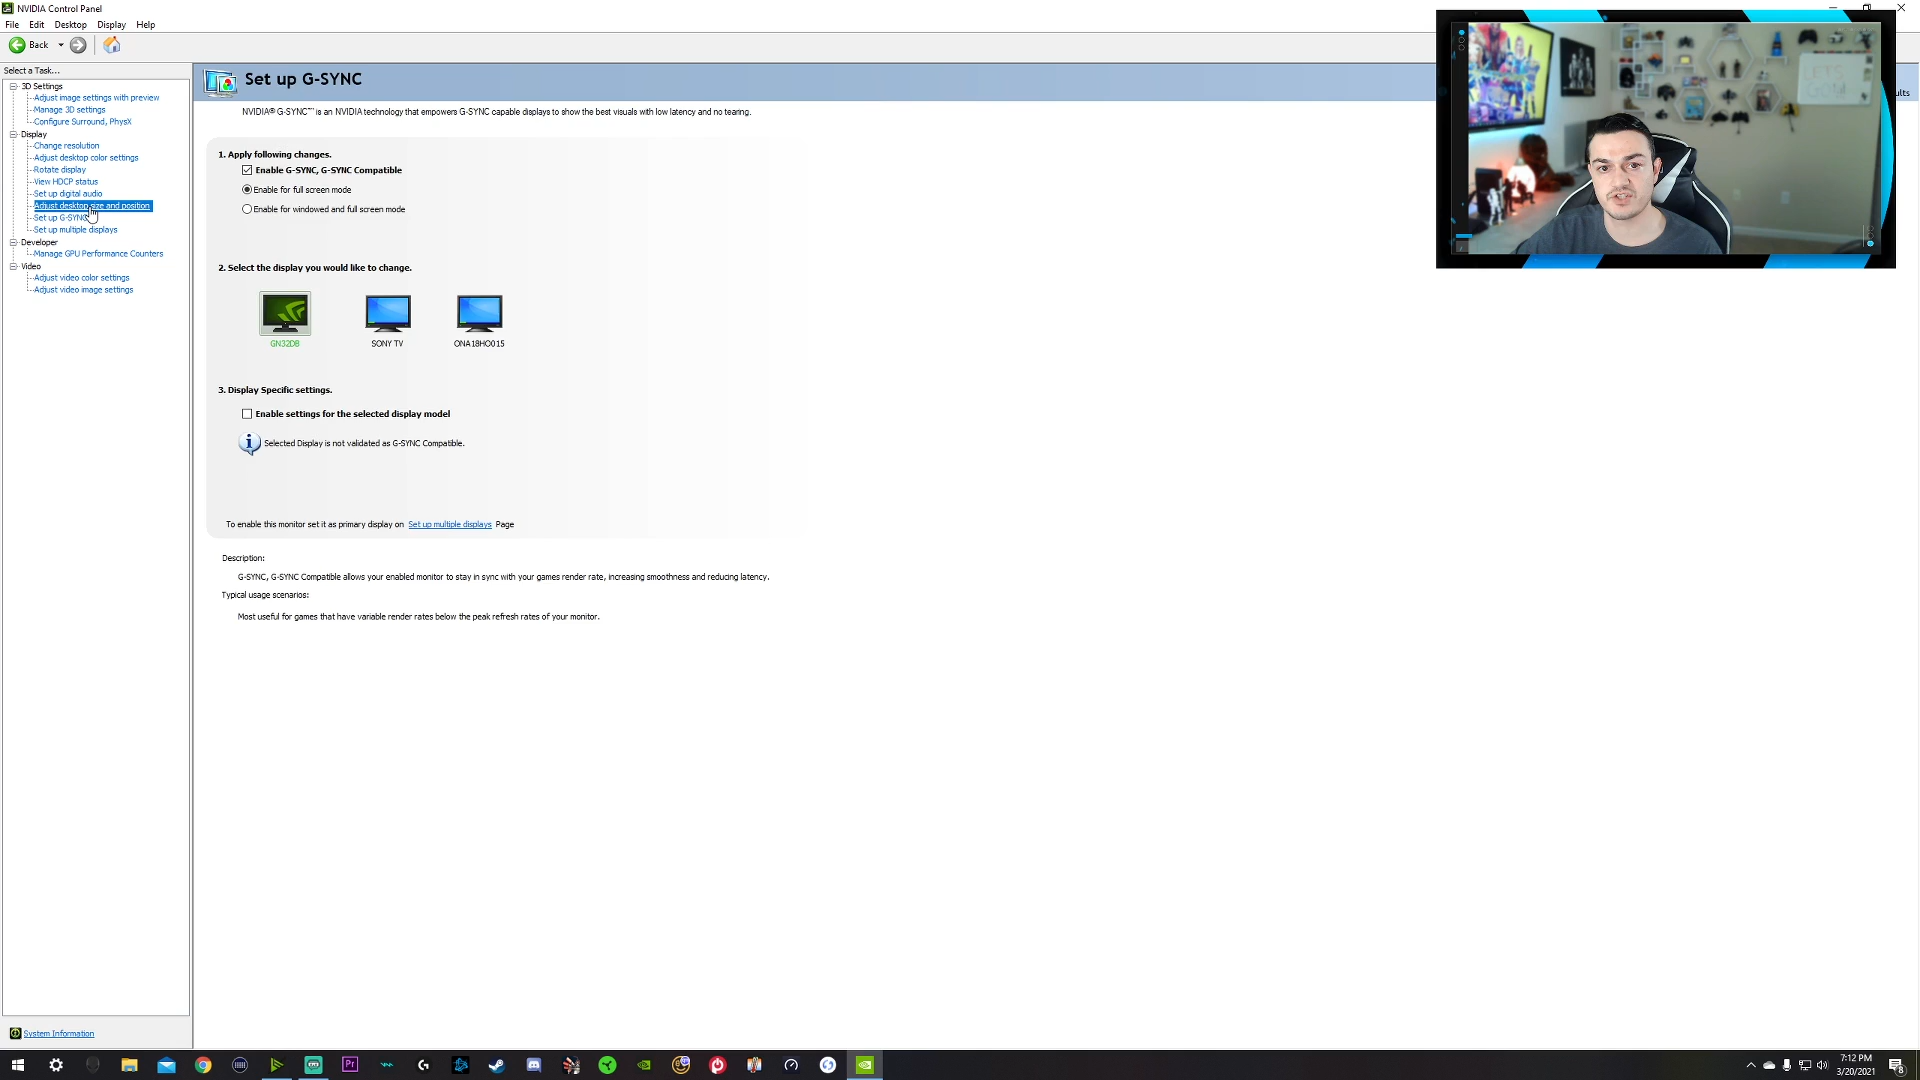 NVIDIA Control Panel
File Edit Desktop Display Help
Back
Select a Task...
3D Settings
Adjust image settings with preview
Manage 3D settings
Configure Surround, PhysX
Display
Change resolution
Adjust desktop color settings
Rotate display
View HDCP status
Set up digital audio
Adjust desktop size and position
Set up G-SYNC
Set up multiple displays
Developer
Manage GPU Performance Counters
Video
Adjust video color settings
Adjust video image settings
System Information
Set up G-SYNC
NVIDIA® G-SYNC™ is an NVIDIA technology that empowers G-SYNC capable displays to show the best visuals with low latency and no tearing.
1. Apply following changes.
Enable G-SYNC, G-SYNC Compatible
Enable for full screen mode
Enable for windowed and full screen mode
2. Select the display you would like to change.
GN32DB SONY TV ONA18HO015
3. Display Specific settings.
Enable settings for the selected display model
Selected Display is not validated as G-SYNC Compatible.
To enable this monitor set it as primary display on Set up multiple displays Page
Description:
G-SYNC, G-SYNC Compatible allows your enabled monitor to stay in sync with your games render rate, increasing smoothness and reducing latency.
Typical usage scenarios:
Most useful for games that have variable render rates below the peak refresh rates of your monitor.
LETS
ults
Pr
7:12 PM
3/20/2021
8